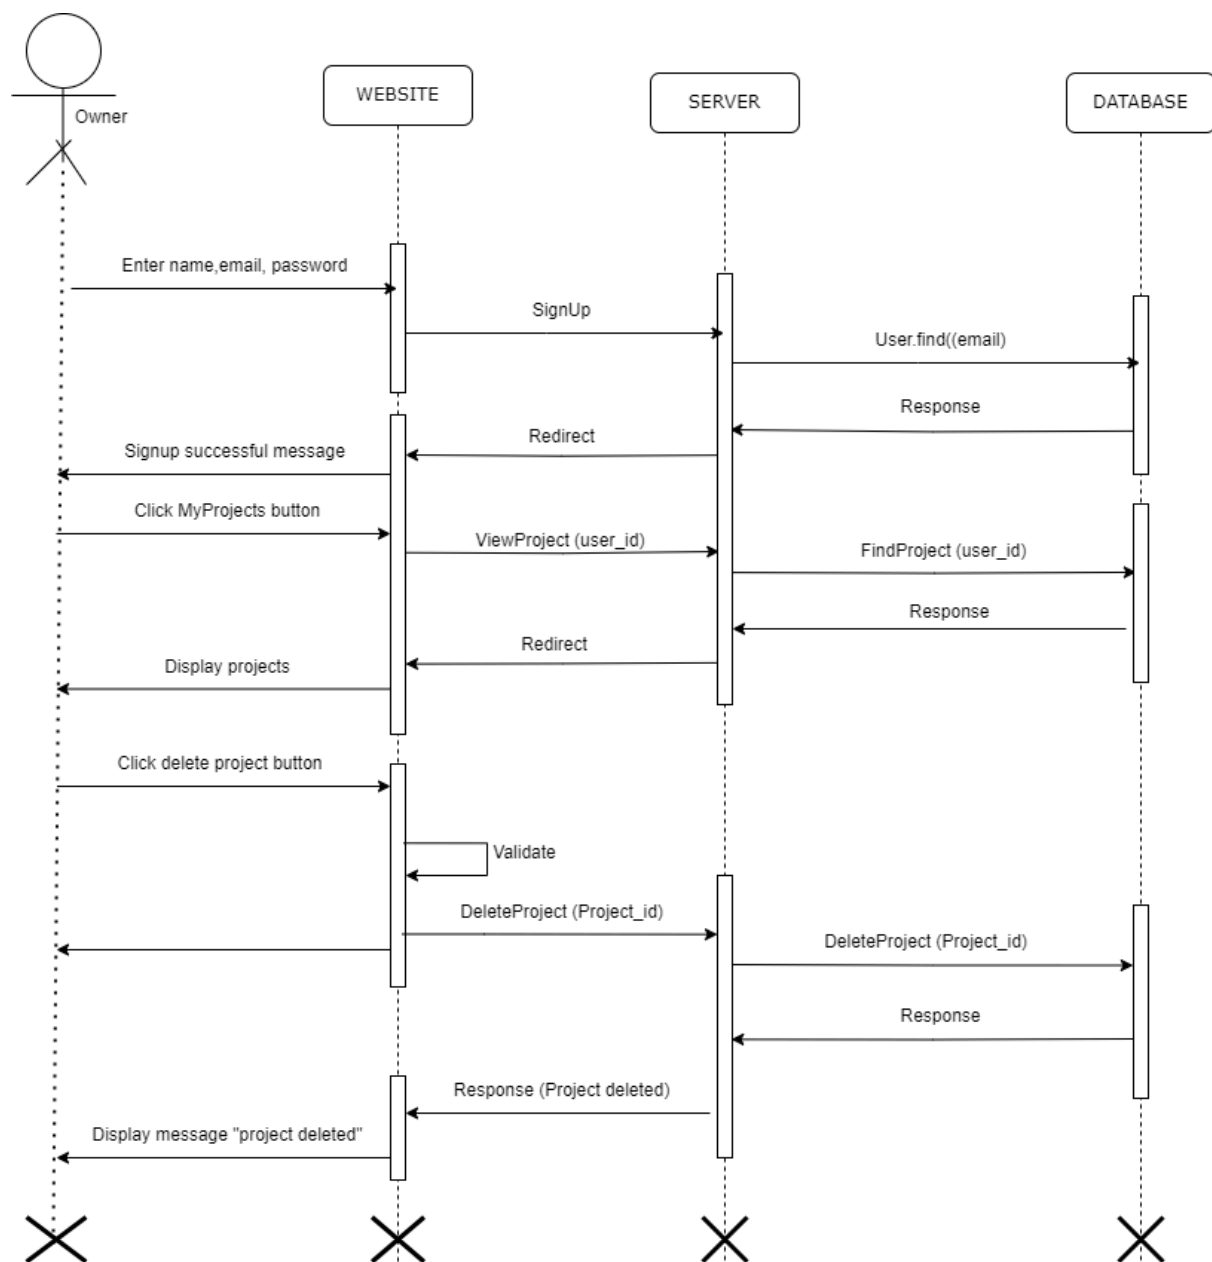 Owner
WEBSITE
SERVER
DATABASE
Enter name,email, password
SignUp
User.find((email)
Response
Redirect
Signup successful message
Click MyProjects button
ViewProject (user_id)
FindProject (user_id)
Response
Redirect
Display projects
Click delete project button
Validate
DeleteProject (Project_id)
DeleteProject (Project_id)
Response
Response (Project deleted)
Display message "project deleted"